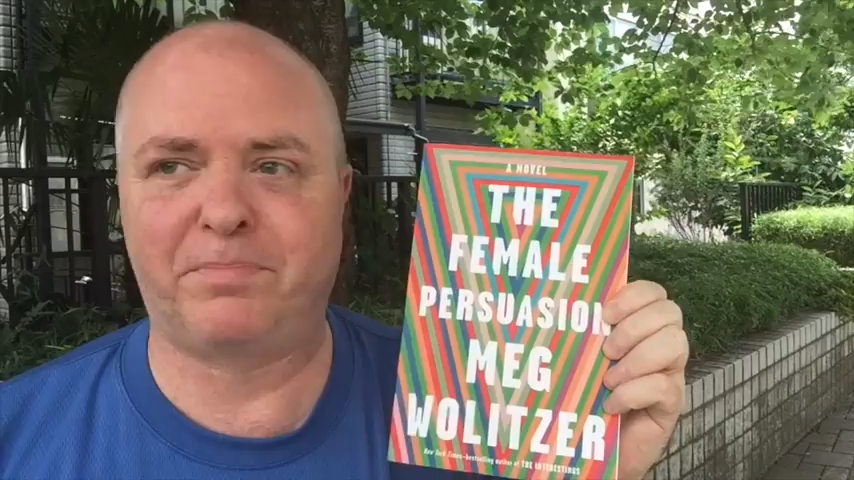 A NOVEL
THE
FEMALE
PERSUASION
MEG
WOLITZER
New York Times–bestselling author of THE INTERESTINGS